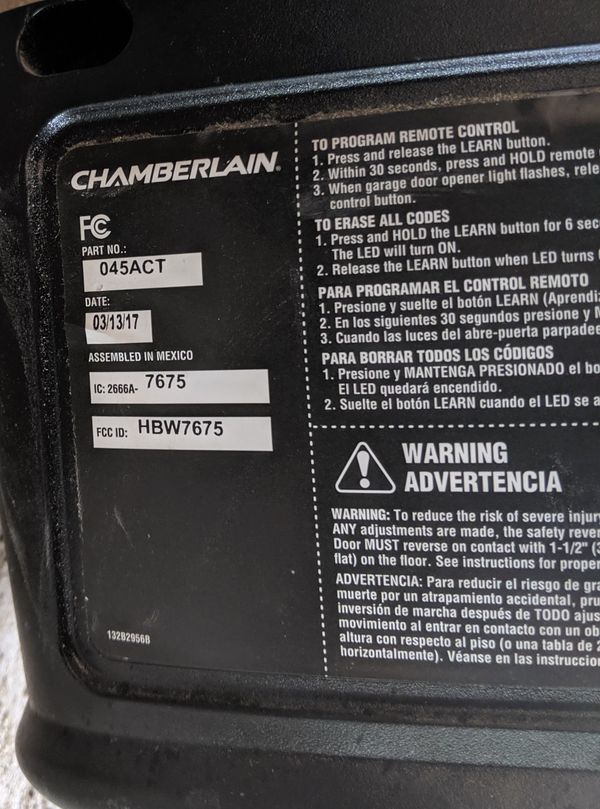 CHAMBERLAIN®
FC
PART NO.:
045ACT
DATE:
03/13/17
ASSEMBLED IN MEXICO
IC: 2666A- 7675
FCC ID: HBW7675
132B2956B
TO PROGRAM REMOTE CONTROL
1. Press and release the LEARN button.
2. Within 30 seconds, press and HOLD remote
3. When garage door opener light flashes, rele
control button.
TO ERASE ALL CODES
1. Press and HOLD the LEARN button for 6 sec
The LED will turn ON.
2. Release the LEARN button when LED turns
PARA PROGRAMAR EL CONTROL REMOTO
1. Presione y suelte el botón LEARN (Aprendiz
2. En los siguientes 30 segundos presione y M
3. Cuando las luces del abre-puerta parpadee
PARA BORRAR TODOS LOS CÓDIGOS
1. Presione y MANTENGA PRESIONADO el bo
El LED quedará encendido.
2. Suelte el botón LEARN cuando el LED se a
WARNING
ADVERTENCIA
WARNING: To reduce the risk of severe injury
ANY adjustments are made, the safety rever
Door MUST reverse on contact with 1-1/2" (3
flat) on the floor. See instructions for proper
ADVERTENCIA: Para reducir el riesgo de gra
muerte por un atrapamiento accidental, pru
inversión de marcha después de TODO ajus
movimiento al entrar en contacto con un ob
altura con respecto al piso (o una tabla de 2
horizontalmente). Véanse en las instruccion